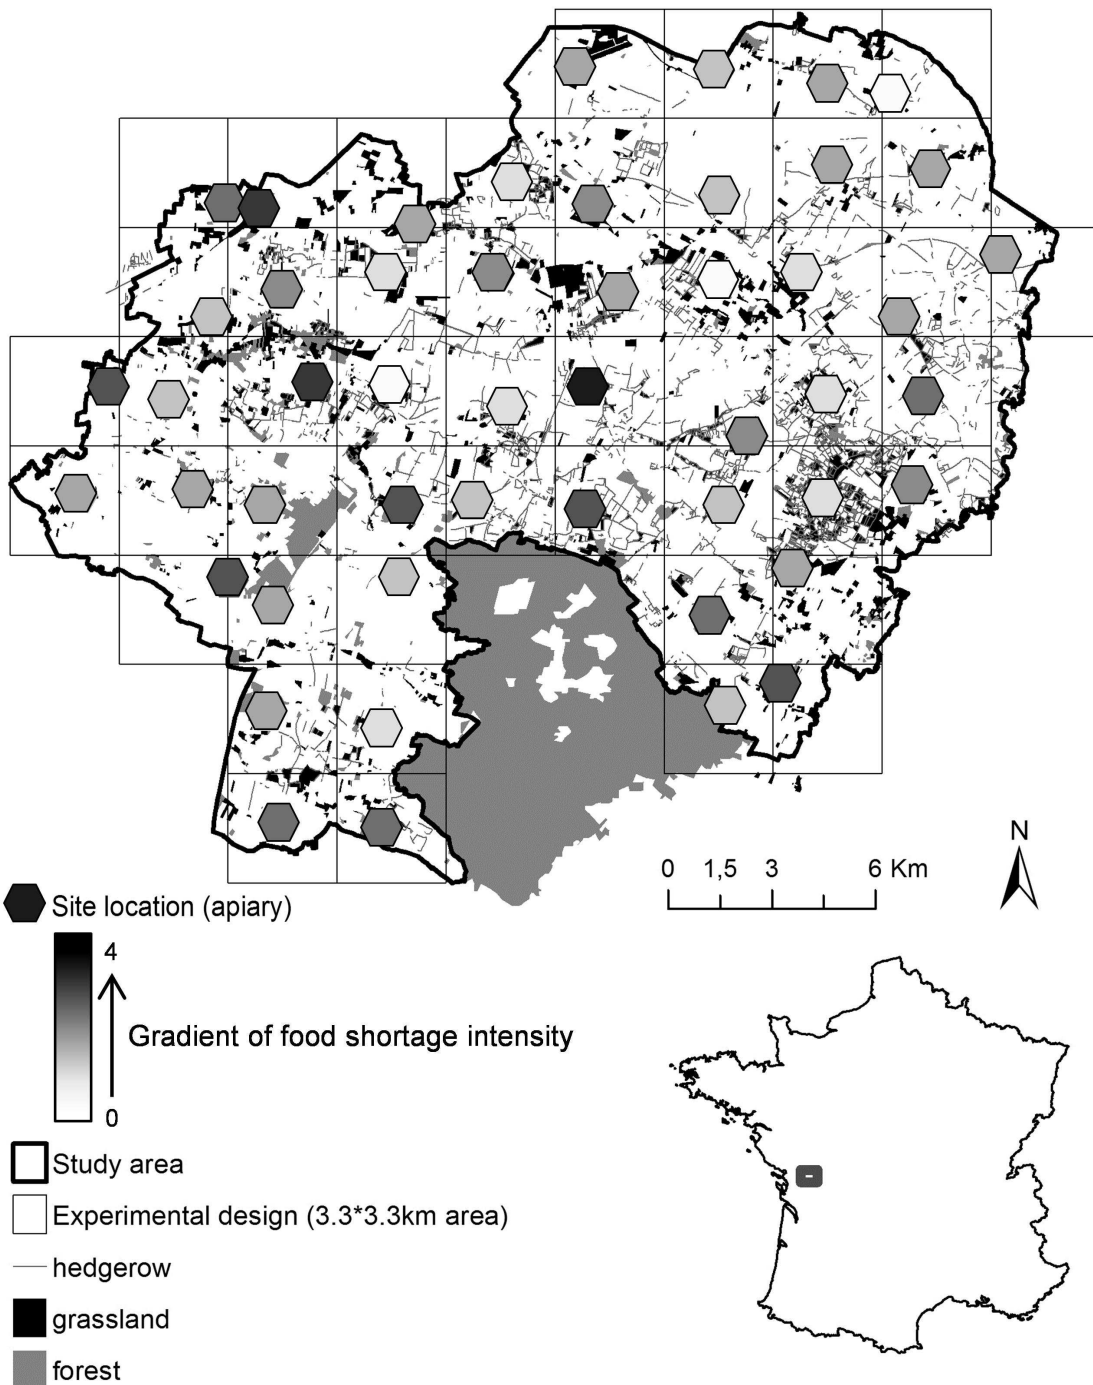 0 1,5 3 6 Km
N
Site location (apiary)
4
Gradient of food shortage intensity
0
Study area
Experimental design (3.3*3.3km area)
hedgerow
grassland
forest